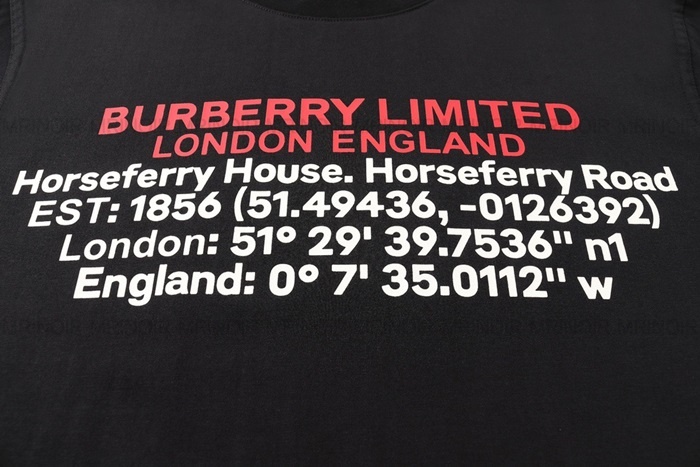 BURBERRY LIMITED
LONDON ENGLAND
Horseferry House. Horseferry Road
EST: 1856 (51.49436, -0126392)
London: 51° 29' 39.7536" n1
England: 0° 7' 35.0112" w